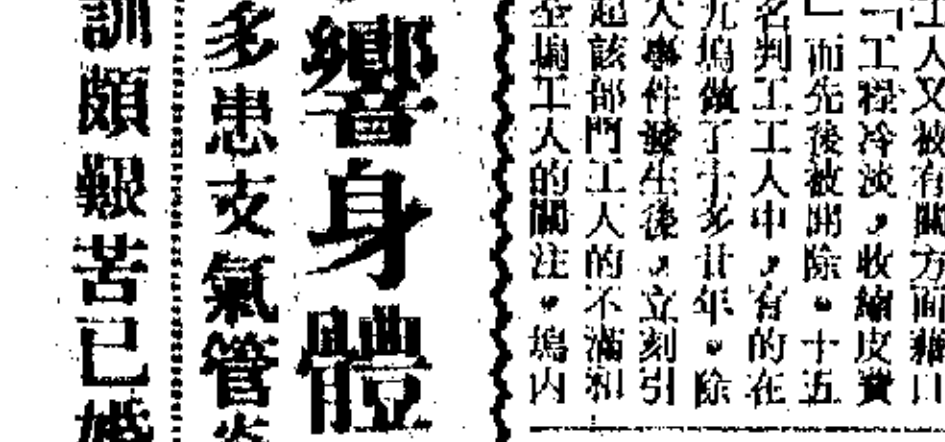 工人又被有關方面藉口
「工程冷淡，收縮皮費
」而先後被開除。十五
名判工工人中，有的在
九塢做了十多廿年。除
大事件發生後，立刻引
起該部門工人的不滿和
全塢工人的關注。塢内
響身體
多患支氣管炎
訓頗艱苦已婚